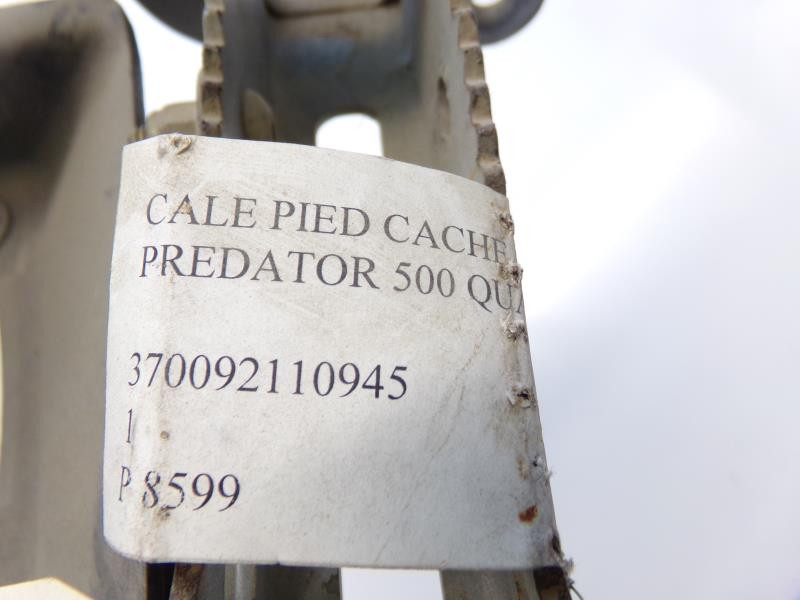 CALE PIED CACHE
PREDATOR 500
370092110945
1
P 8599